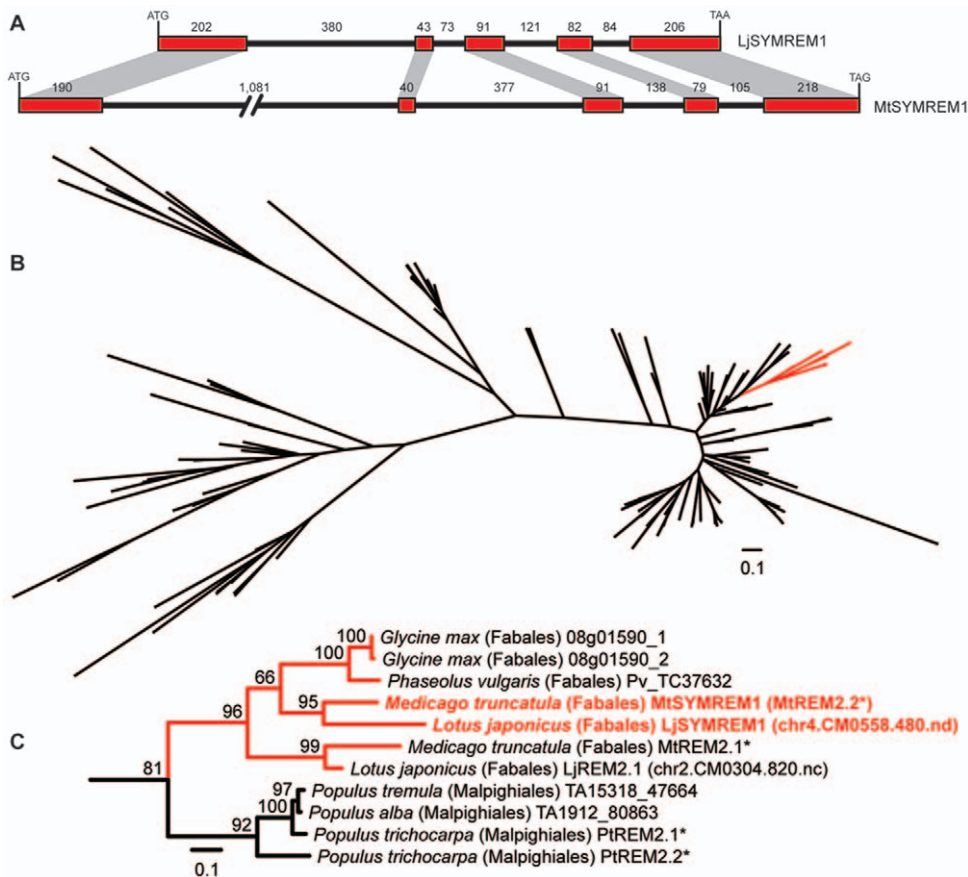 A
ATG 202 380 43 73 91 121 82 84 206 TAA
LjSYMREM1
ATG 190 1,081 40 377 91 138 79 105 218 TAG
MtSYMREM1
B
0.1
100 Glycine max (Fabales) 08g01590_1
100 Glycine max (Fabales) 08g01590_2
66 Phaseolus vulgaris (Fabales) Pv_TC37632
95 Medicago truncatula (Fabales) MtSYMREM1 (MtREM2.2*)
96 Lotus japonicus (Fabales) LjSYMREM1 (chr4.CM0558.480.nd)
C
99 Medicago truncatula (Fabales) MtREM2.1*
81 Lotus japonicus (Fabales) LjREM2.1 (chr2.CM0304.820.nc)
97 Populus tremula (Malpighiales) TA15318_47664
100 Populus alba (Malpighiales) TA1912_80863
92 Populus trichocarpa (Malpighiales) PtREM2.1*
Populus trichocarpa (Malpighiales) PtREM2.2*
0.1